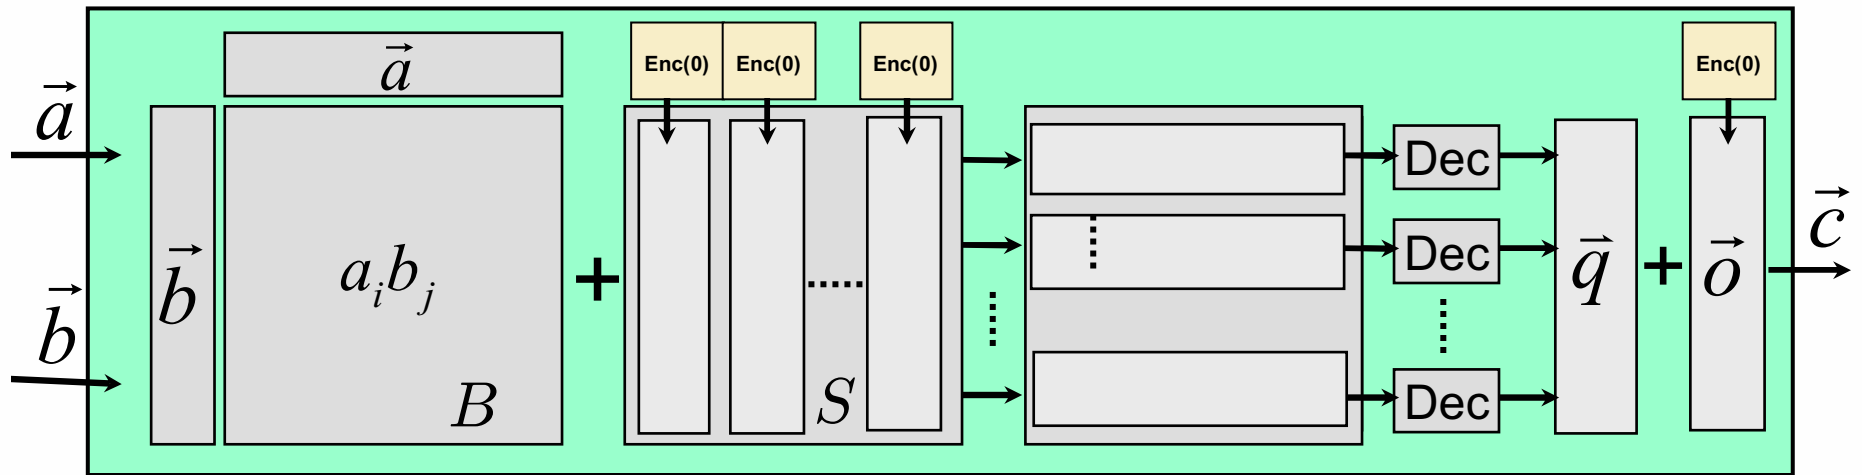 a⃗
Enc(0) Enc(0) Enc(0) Enc(0)
a⃗
b⃗
a_i b_j
B
+
S
Dec
Dec
Dec
q⃗
+
o⃗
c⃗
b⃗